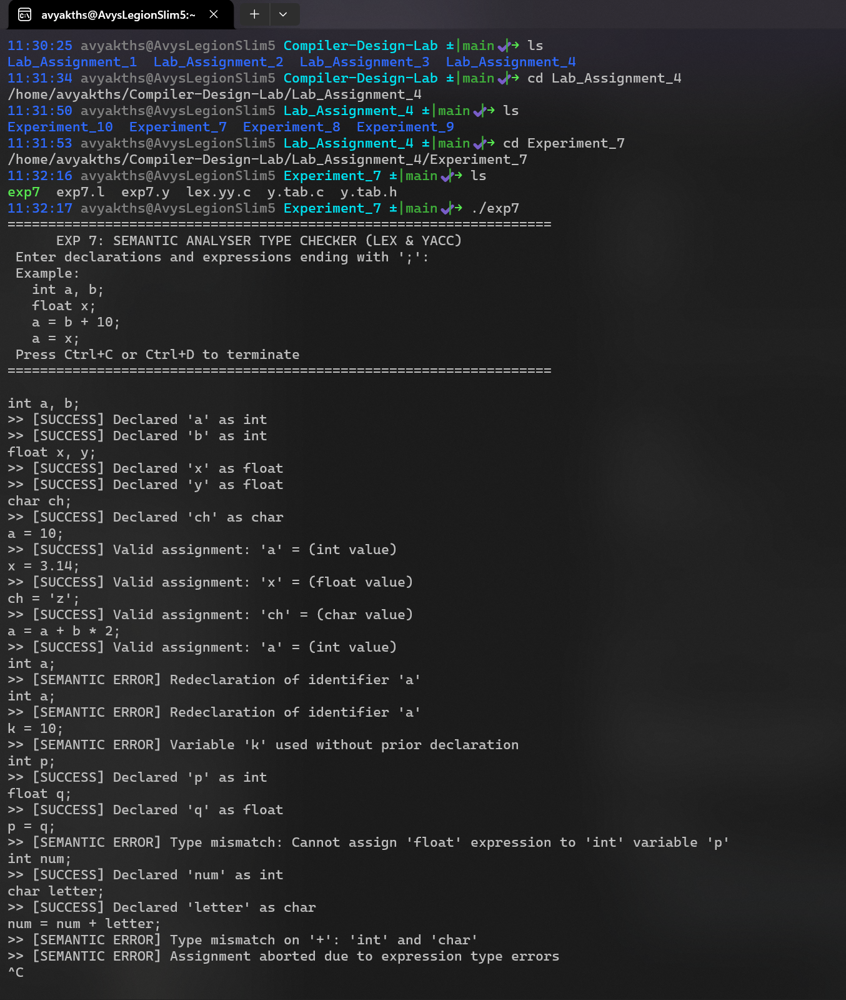 avyakths@AvysLegionSlim5:~
11:30:25 avyakths@AvysLegionSlim5 Compiler-Design-Lab ±|main ✓|→ ls
Lab_Assignment_1  Lab_Assignment_2  Lab_Assignment_3  Lab_Assignment_4
11:31:34 avyakths@AvysLegionSlim5 Compiler-Design-Lab ±|main ✓|→ cd Lab_Assignment_4
/home/avyakths/Compiler-Design-Lab/Lab_Assignment_4
11:31:50 avyakths@AvysLegionSlim5 Lab_Assignment_4 ±|main ✓|→ ls
Experiment_10  Experiment_7  Experiment_8  Experiment_9
11:31:53 avyakths@AvysLegionSlim5 Lab_Assignment_4 ±|main ✓|→ cd Experiment_7
/home/avyakths/Compiler-Design-Lab/Lab_Assignment_4/Experiment_7
11:32:16 avyakths@AvysLegionSlim5 Experiment_7 ±|main ✓|→ ls
exp7  exp7.l  exp7.y  lex.yy.c  y.tab.c  y.tab.h
11:32:17 avyakths@AvysLegionSlim5 Experiment_7 ±|main ✓|→ ./exp7
===================================================================
      EXP 7: SEMANTIC ANALYSER TYPE CHECKER (LEX & YACC)
 Enter declarations and expressions ending with ';':
 Example:
   int a, b;
   float x;
   a = b + 10;
   a = x;
 Press Ctrl+C or Ctrl+D to terminate
===================================================================

int a, b;
>> [SUCCESS] Declared 'a' as int
>> [SUCCESS] Declared 'b' as int
float x, y;
>> [SUCCESS] Declared 'x' as float
>> [SUCCESS] Declared 'y' as float
char ch;
>> [SUCCESS] Declared 'ch' as char
a = 10;
>> [SUCCESS] Valid assignment: 'a' = (int value)
x = 3.14;
>> [SUCCESS] Valid assignment: 'x' = (float value)
ch = 'z';
>> [SUCCESS] Valid assignment: 'ch' = (char value)
a = a + b * 2;
>> [SUCCESS] Valid assignment: 'a' = (int value)
int a;
>> [SEMANTIC ERROR] Redeclaration of identifier 'a'
int a;
>> [SEMANTIC ERROR] Redeclaration of identifier 'a'
k = 10;
>> [SEMANTIC ERROR] Variable 'k' used without prior declaration
int p;
>> [SUCCESS] Declared 'p' as int
float q;
>> [SUCCESS] Declared 'q' as float
p = q;
>> [SEMANTIC ERROR] Type mismatch: Cannot assign 'float' expression to 'int' variable 'p'
int num;
>> [SUCCESS] Declared 'num' as int
char letter;
>> [SUCCESS] Declared 'letter' as char
num = num + letter;
>> [SEMANTIC ERROR] Type mismatch on '+': 'int' and 'char'
>> [SEMANTIC ERROR] Assignment aborted due to expression type errors
^C